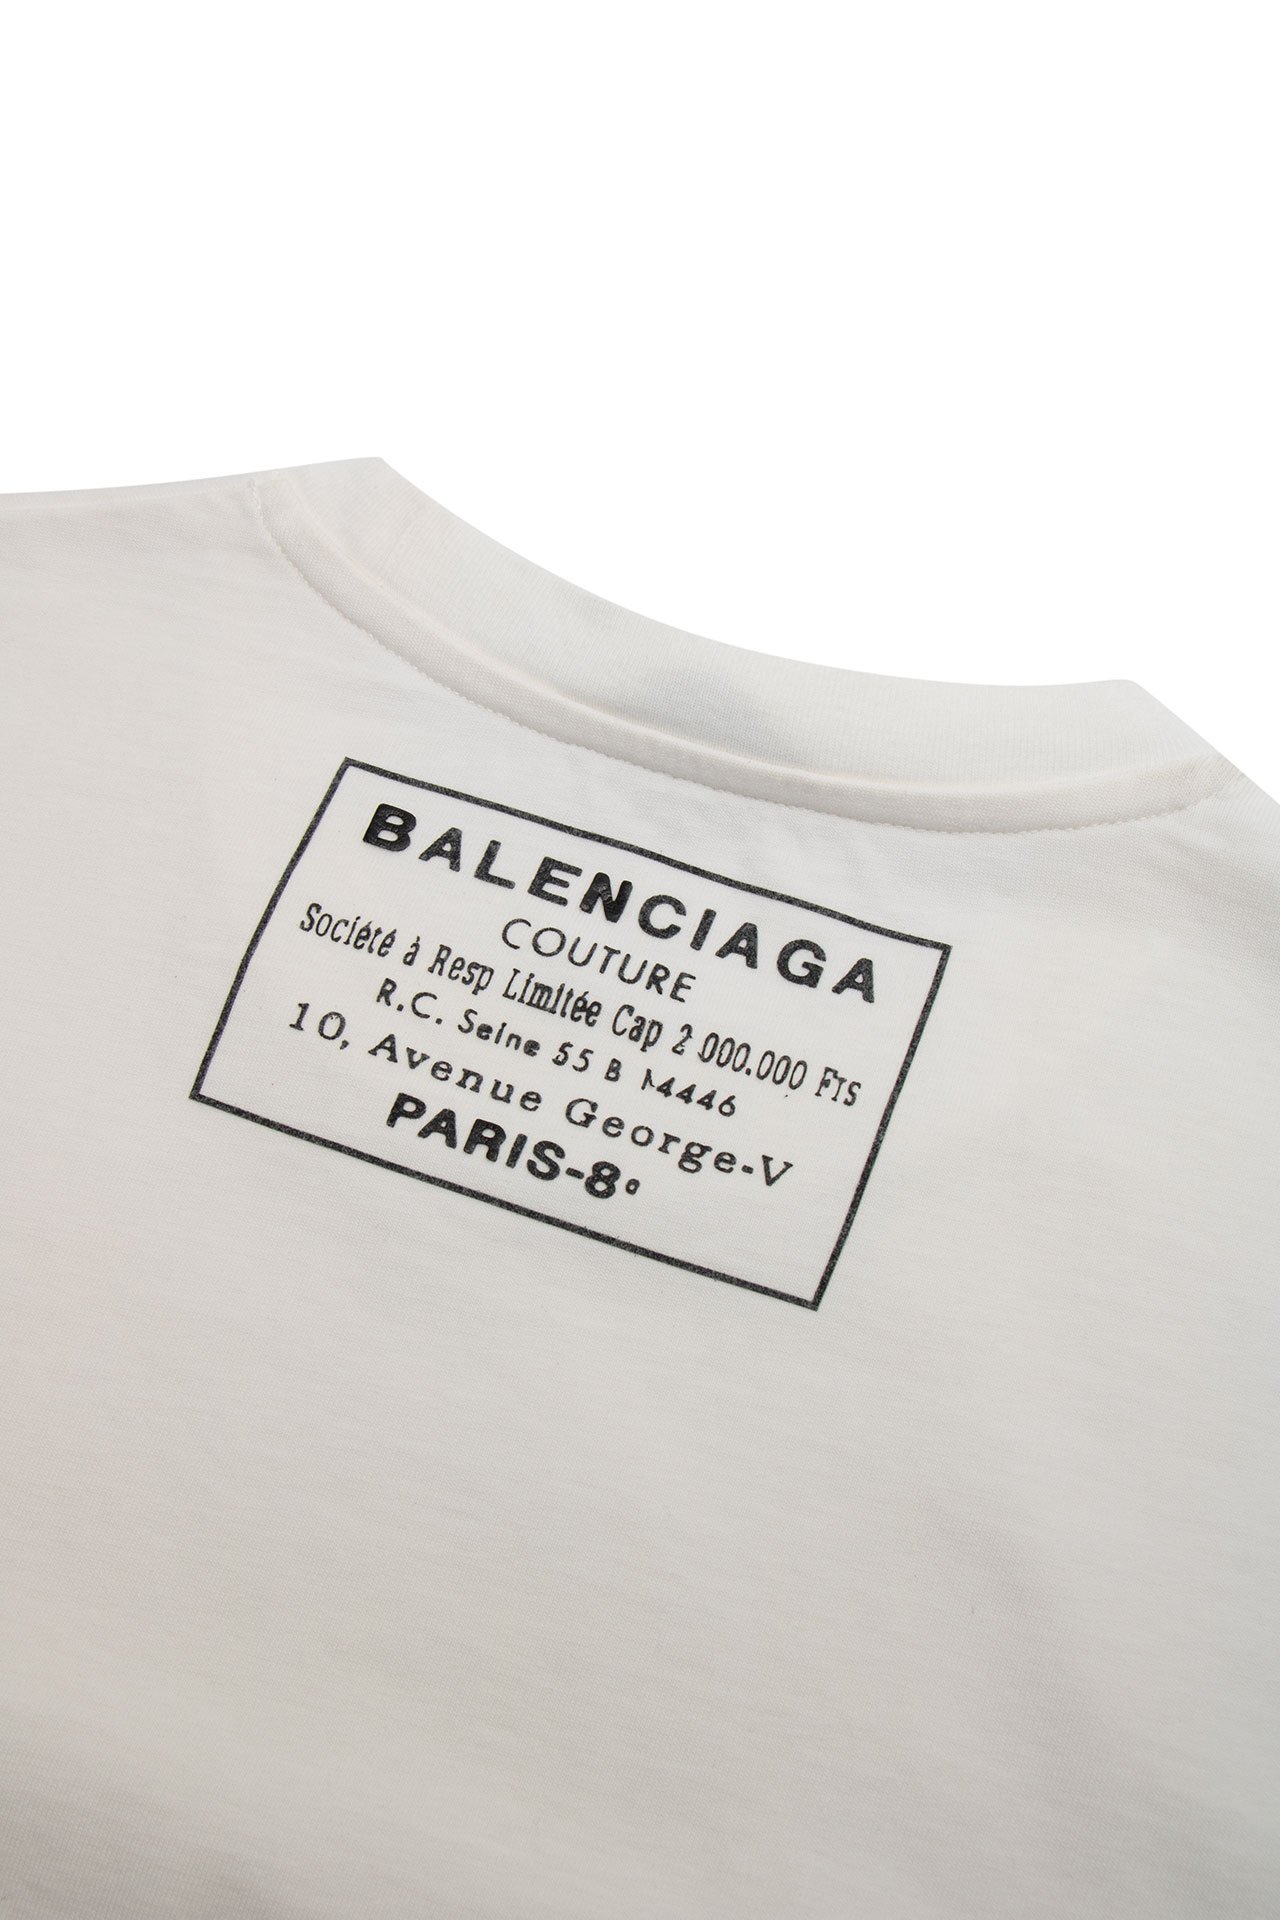 BALENCIAGA
COUTURE
Société à Resp Limitée Cap 2 000.000 Frs
R.C. Seine 55 B 14446
10, Avenue George-V
PARIS-8e